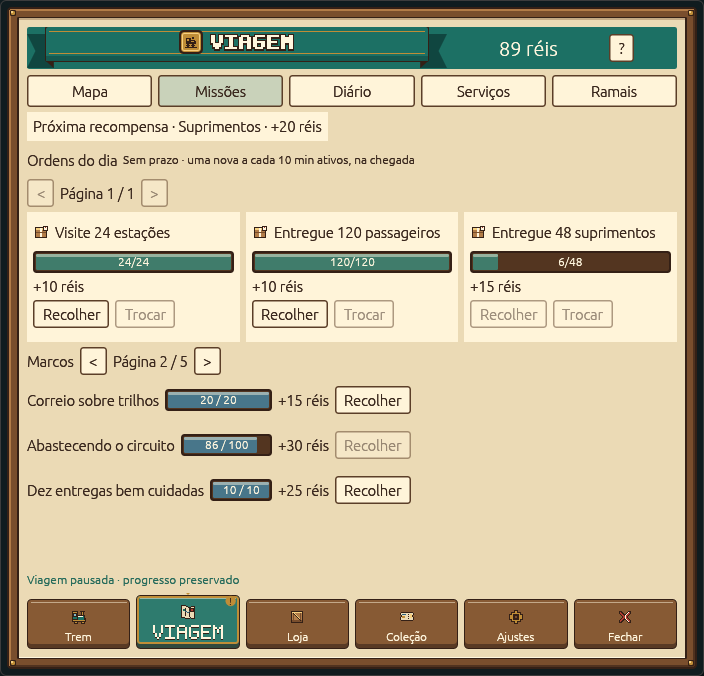 VIAGEM
89 réis
?
Mapa
Missões
Diário
Serviços
Ramais
Próxima recompensa · Suprimentos · +20 réis
Ordens do dia Sem prazo · uma nova a cada 10 min ativos, na chegada
< Página 1 / 1 >
Visite 24 estações
24/24
+10 réis
Recolher Trocar
Entregue 120 passageiros
120/120
+10 réis
Recolher Trocar
Entregue 48 suprimentos
6/48
+15 réis
Recolher Trocar
Marcos < Página 2 / 5 >
Correio sobre trilhos 20 / 20 +15 réis Recolher
Abastecendo o circuito 86 / 100 +30 réis Recolher
Dez entregas bem cuidadas 10 / 10 +25 réis Recolher
Viagem pausada · progresso preservado
Trem
!
VIAGEM
Loja
Coleção
Ajustes
Fechar